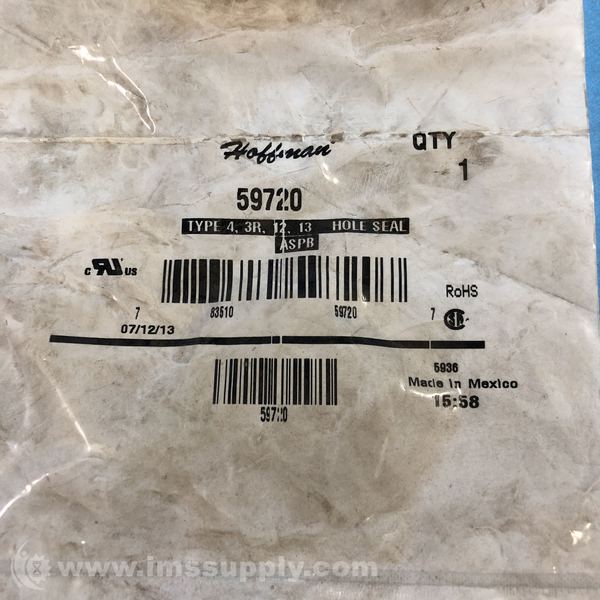 Hoffman
QTY
1
59720
TYPE 4, 3R, 12, 13 HOLE SEAL
ASPB
c RU US
RoHS
7 83510 59720 7
07/12/13
5936
Made in Mexico
15:58
59720
© www.imssupply.com